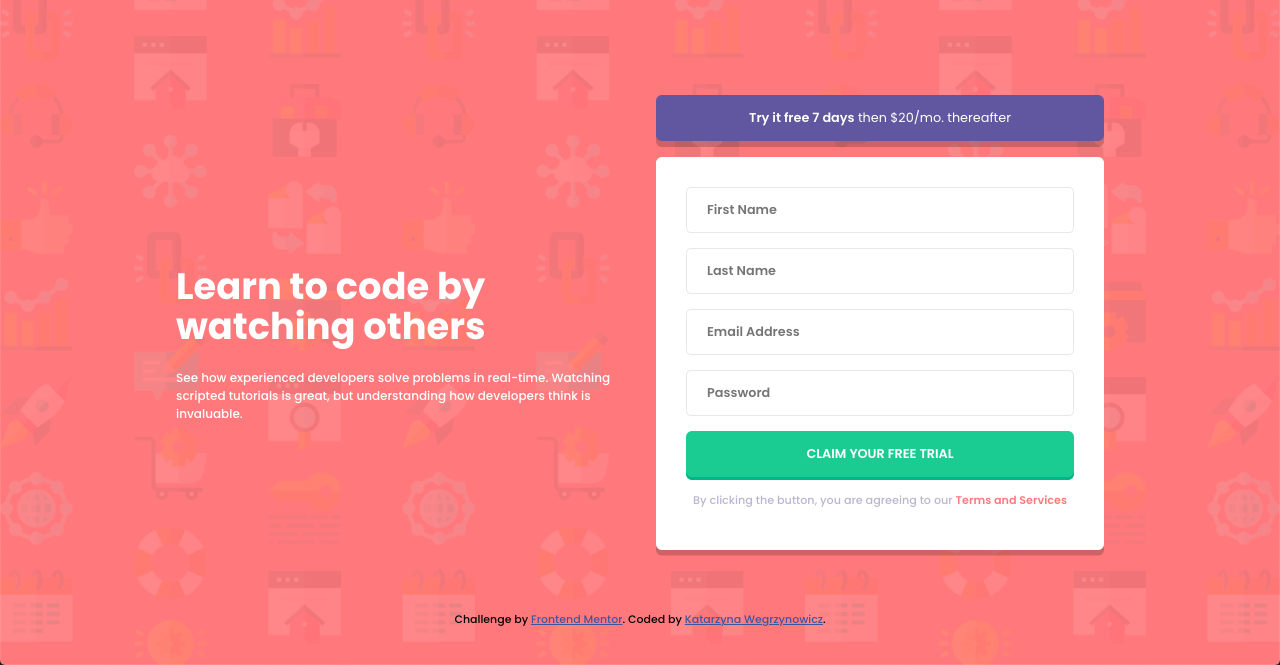 Try it free 7 days then $20/mo. thereafter
First Name
Last Name
Email Address
Password
CLAIM YOUR FREE TRIAL
By clicking the button, you are agreeing to our Terms and Services
Learn to code by
watching others
See how experienced developers solve problems in real-time. Watching
scripted tutorials is great, but understanding how developers think is
invaluable.
Challenge by Frontend Mentor. Coded by Katarzyna Wegrzynowicz.